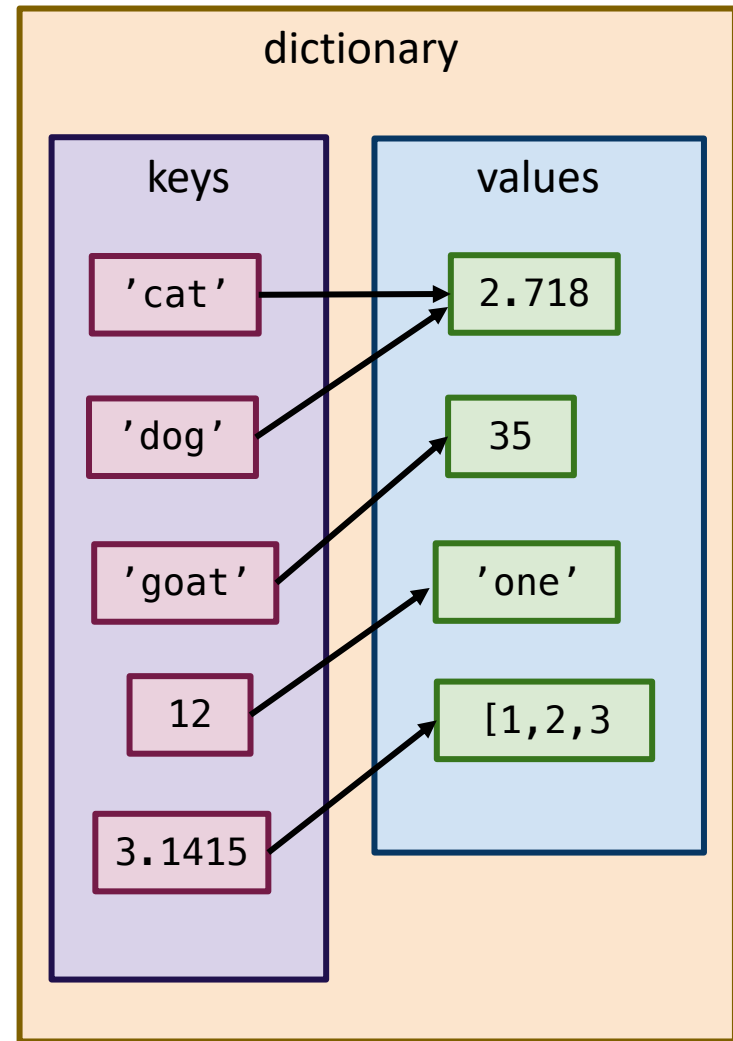 dictionary
keys
values
’cat’
2.718
’dog’
35
’goat’
’one’
12
[1,2,3
3.1415